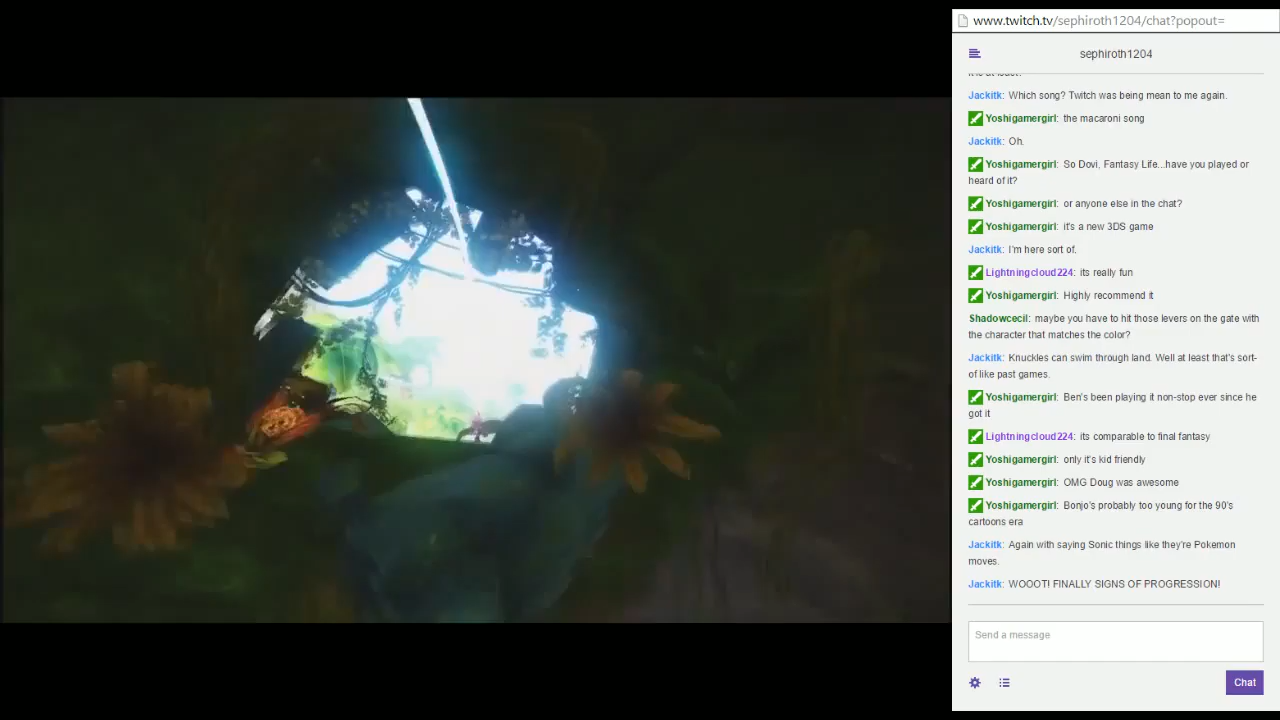 www.twitch.tv/sephiroth1204/chat?popout=
sephiroth1204
it is at least.
Jackitk: Which song? Twitch was being mean to me again.
Yoshigamergirl: the macaroni song
Jackitk: Oh.
Yoshigamergirl: So Dovi, Fantasy Life...have you played or
heard of it?
Yoshigamergirl: or anyone else in the chat?
Yoshigamergirl: it's a new 3DS game
Jackitk: I'm here sort of.
Lightningcloud224: its really fun
Yoshigamergirl: Highly recommend it
Shadowcecil: maybe you have to hit those levers on the gate with
the character that matches the color?
Jackitk: Knuckles can swim through land. Well at least that's sort-
of like past games.
Yoshigamergirl: Ben's been playing it non-stop ever since he
got it
Lightningcloud224: its comparable to final fantasy
Yoshigamergirl: only it's kid friendly
Yoshigamergirl: OMG Doug was awesome
Yoshigamergirl: Bonjo's probably too young for the 90's
cartoons era
Jackitk: Again with saying Sonic things like they're Pokemon
moves.
Jackitk: WOOOT! FINALLY SIGNS OF PROGRESSION!
Send a message
Chat